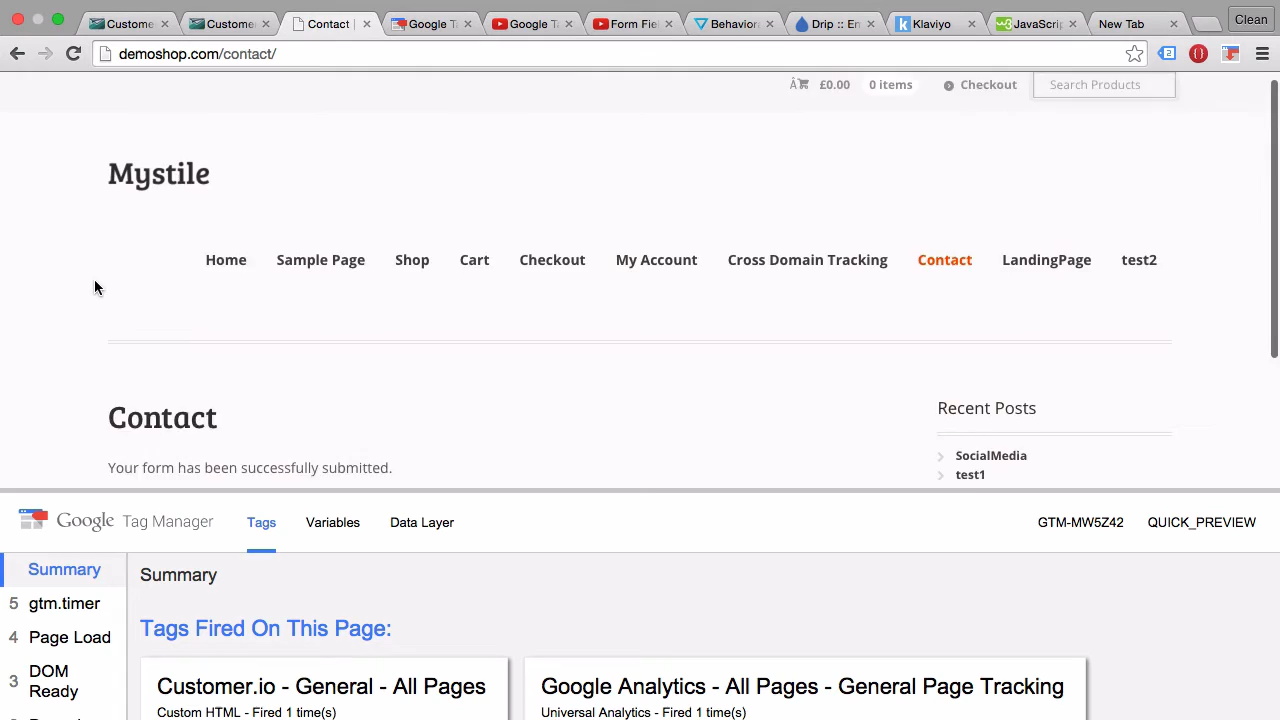 Custome
Custome
Contact |
Google T
Google Ta
Form Fiel
Behavior
Drip :: En
Klaviyo
JavaScrip
New Tab
Clean
demoshop.com/contact/
Â £0.00 0 items Checkout Search Products
Mystile
Home Sample Page Shop Cart Checkout My Account Cross Domain Tracking Contact LandingPage test2
Contact
Your form has been successfully submitted.
Recent Posts
SocialMedia
test1
Google Tag Manager Tags Variables Data Layer GTM-MW5Z42 QUICK_PREVIEW
Summary
5 gtm.timer
4 Page Load
3 DOM
Ready
Summary
Tags Fired On This Page:
Customer.io - General - All Pages
Custom HTML - Fired 1 time(s)
Google Analytics - All Pages - General Page Tracking
Universal Analytics - Fired 1 time(s)